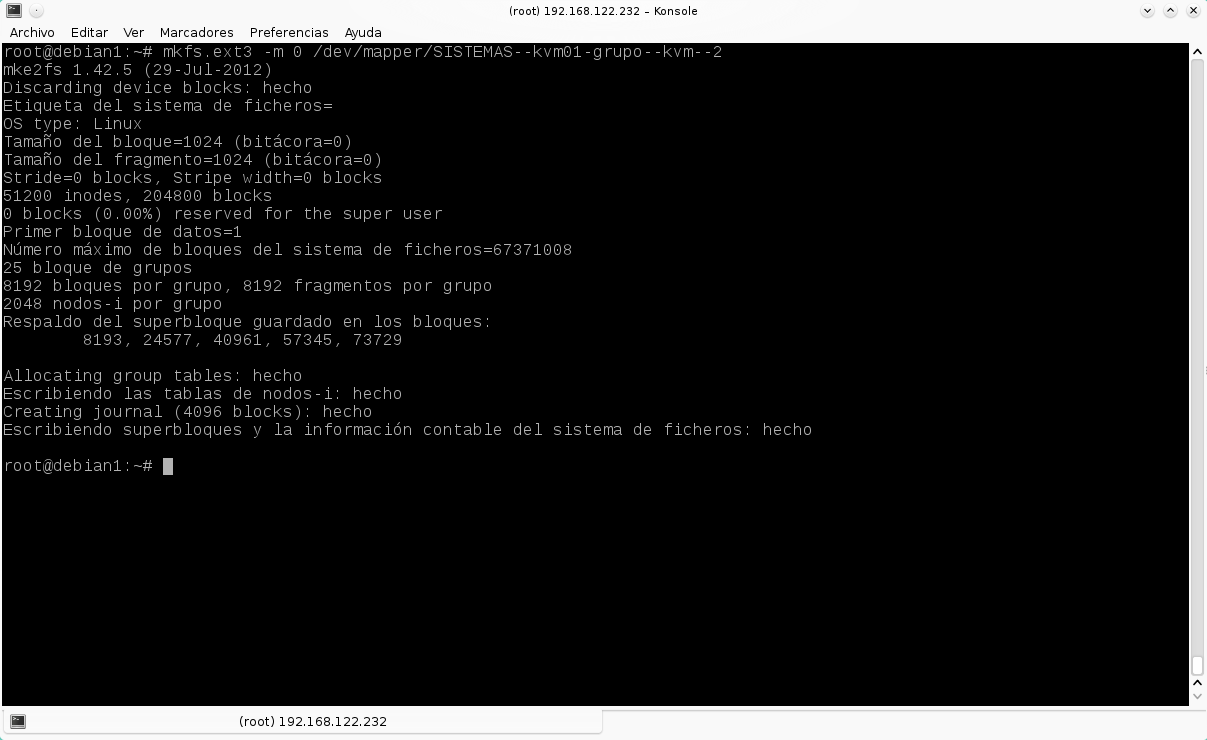 (root) 192.168.122.232 – Konsole
Archivo Editar Ver Marcadores Preferencias Ayuda
root@debian1:~# mkfs.ext3 -m 0 /dev/mapper/SISTEMAS--kvm01-grupo--kvm--2
mke2fs 1.42.5 (29-Jul-2012)
Discarding device blocks: hecho
Etiqueta del sistema de ficheros=
OS type: Linux
Tamaño del bloque=1024 (bitácora=0)
Tamaño del fragmento=1024 (bitácora=0)
Stride=0 blocks, Stripe width=0 blocks
51200 inodes, 204800 blocks
0 blocks (0.00%) reserved for the super user
Primer bloque de datos=1
Número máximo de bloques del sistema de ficheros=67371008
25 bloque de grupos
8192 bloques por grupo, 8192 fragmentos por grupo
2048 nodos-i por grupo
Respaldo del superbloque guardado en los bloques:
8193, 24577, 40961, 57345, 73729
Allocating group tables: hecho
Escribiendo las tablas de nodos-i: hecho
Creating journal (4096 blocks): hecho
Escribiendo superbloques y la información contable del sistema de ficheros: hecho
root@debian1:~#
(root) 192.168.122.232